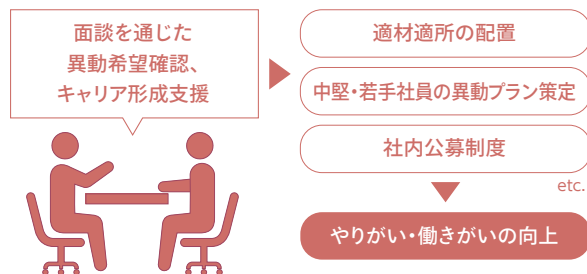 面談を通じた
異動希望確認、
キャリア形成支援
適材適所の配置
中堅・若手社員の異動プラン策定
社内公募制度
etc.
やりがい・働きがいの向上